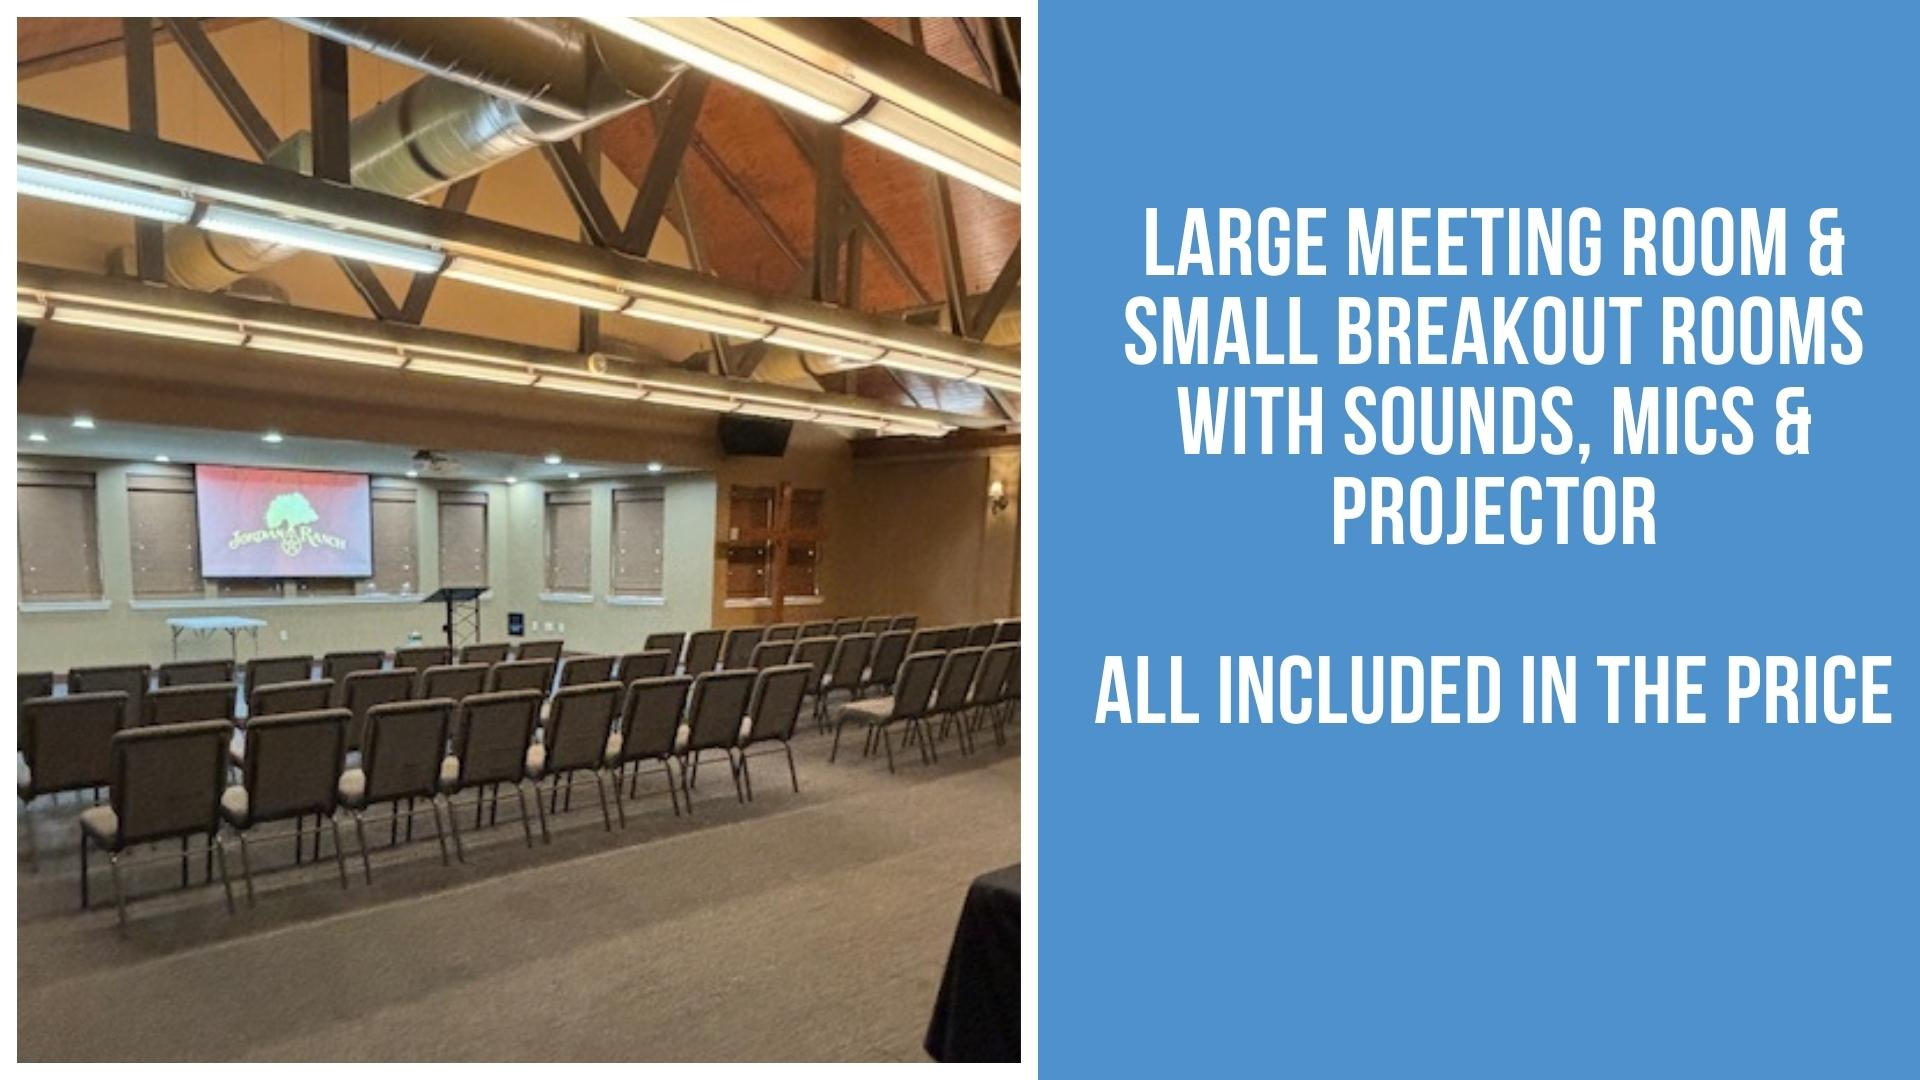 JORDAN RANCH
LARGE MEETING ROOM &
SMALL BREAKOUT ROOMS
WITH SOUNDS, MICS &
PROJECTOR
ALL INCLUDED IN THE PRICE